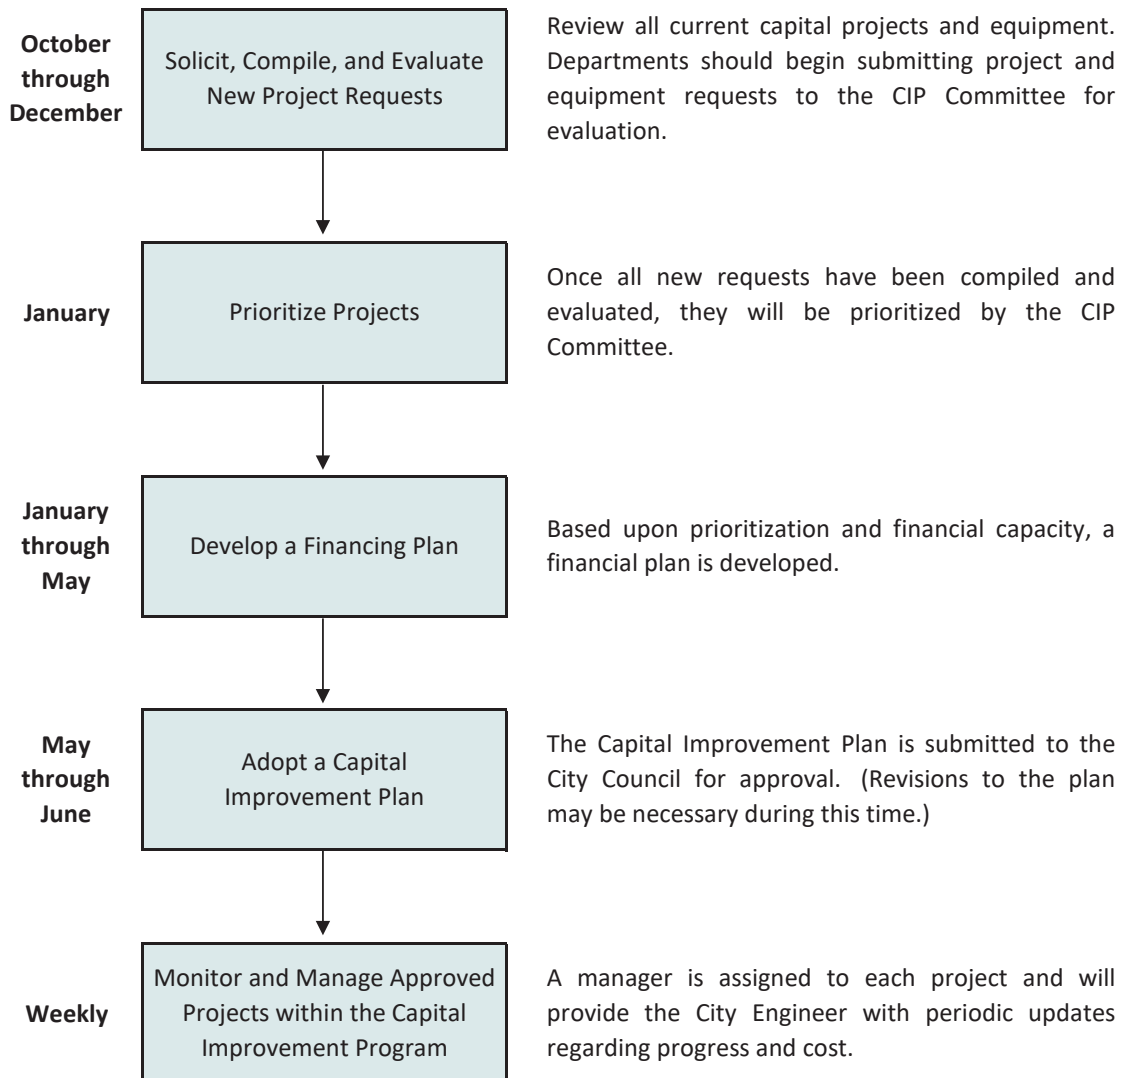 October
through
December
Solicit, Compile, and Evaluate
New Project Requests
Review all current capital projects and equipment.
Departments should begin submitting project and
equipment requests to the CIP Committee for
evaluation.
January
Prioritize Projects
Once all new requests have been compiled and
evaluated, they will be prioritized by the CIP
Committee.
January
through
May
Develop a Financing Plan
Based upon prioritization and financial capacity, a
financial plan is developed.
May
through
June
Adopt a Capital
Improvement Plan
The Capital Improvement Plan is submitted to the
City Council for approval. (Revisions to the plan
may be necessary during this time.)
Weekly
Monitor and Manage Approved
Projects within the Capital
Improvement Program
A manager is assigned to each project and will
provide the City Engineer with periodic updates
regarding progress and cost.